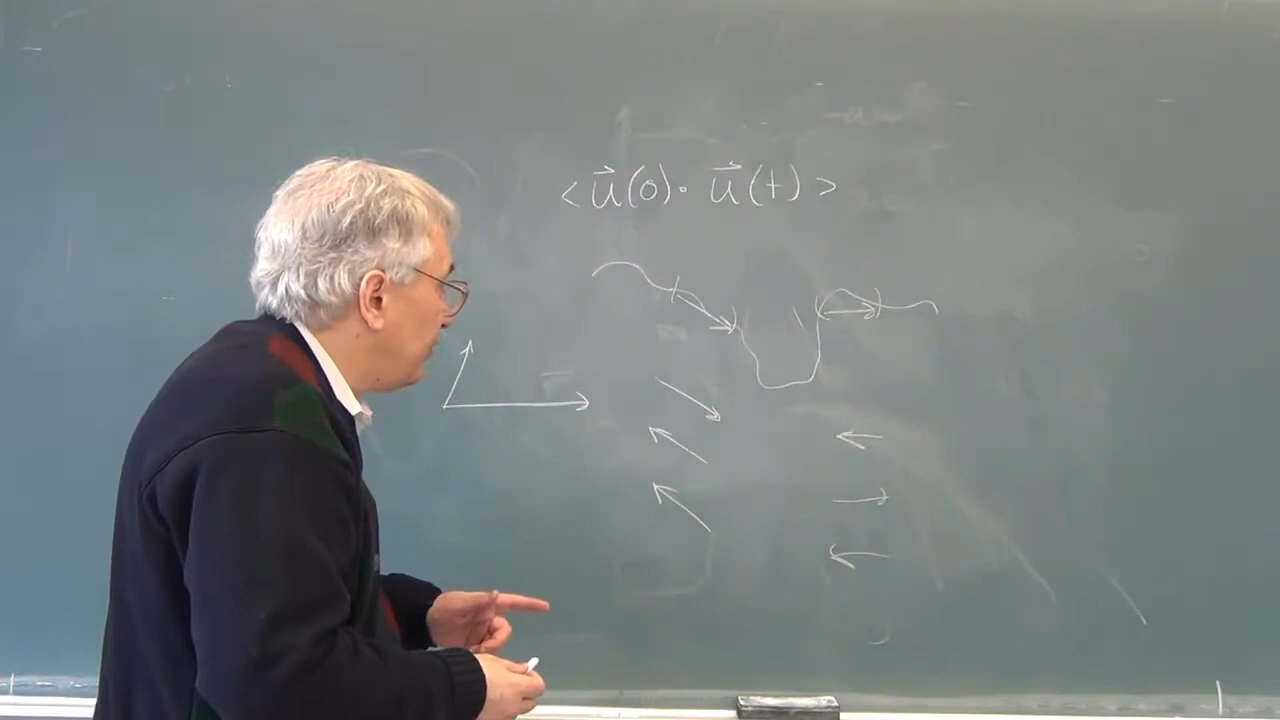 < u⃗(0) · u⃗(t) >